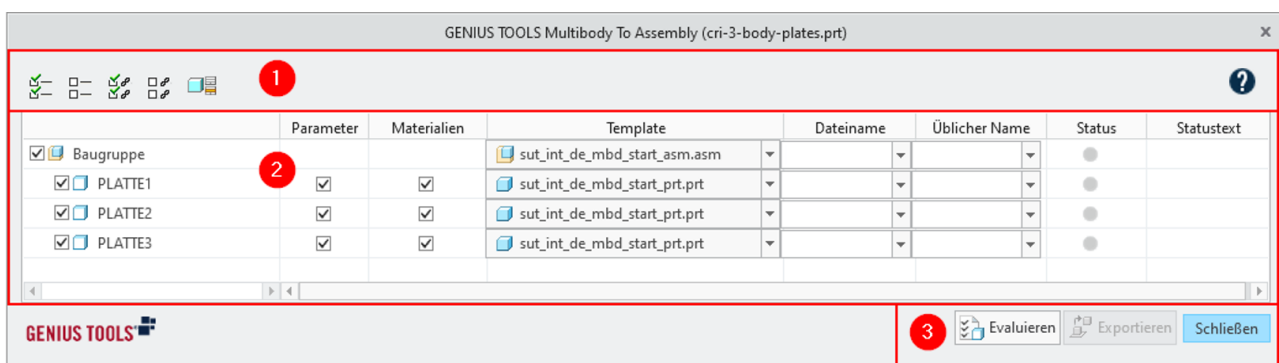 GENIUS TOOLS Multibody To Assembly (cri-3-body-plates.prt) x
1 ?
Parameter Materialien Template Dateiname Üblicher Name Status Statustext
Baugruppe sut_int_de_mbd_start_asm.asm
2
PLATTE1 sut_int_de_mbd_start_prt.prt
PLATTE2 sut_int_de_mbd_start_prt.prt
PLATTE3 sut_int_de_mbd_start_prt.prt
GENIUS TOOLS 3 Evaluieren Exportieren Schließen